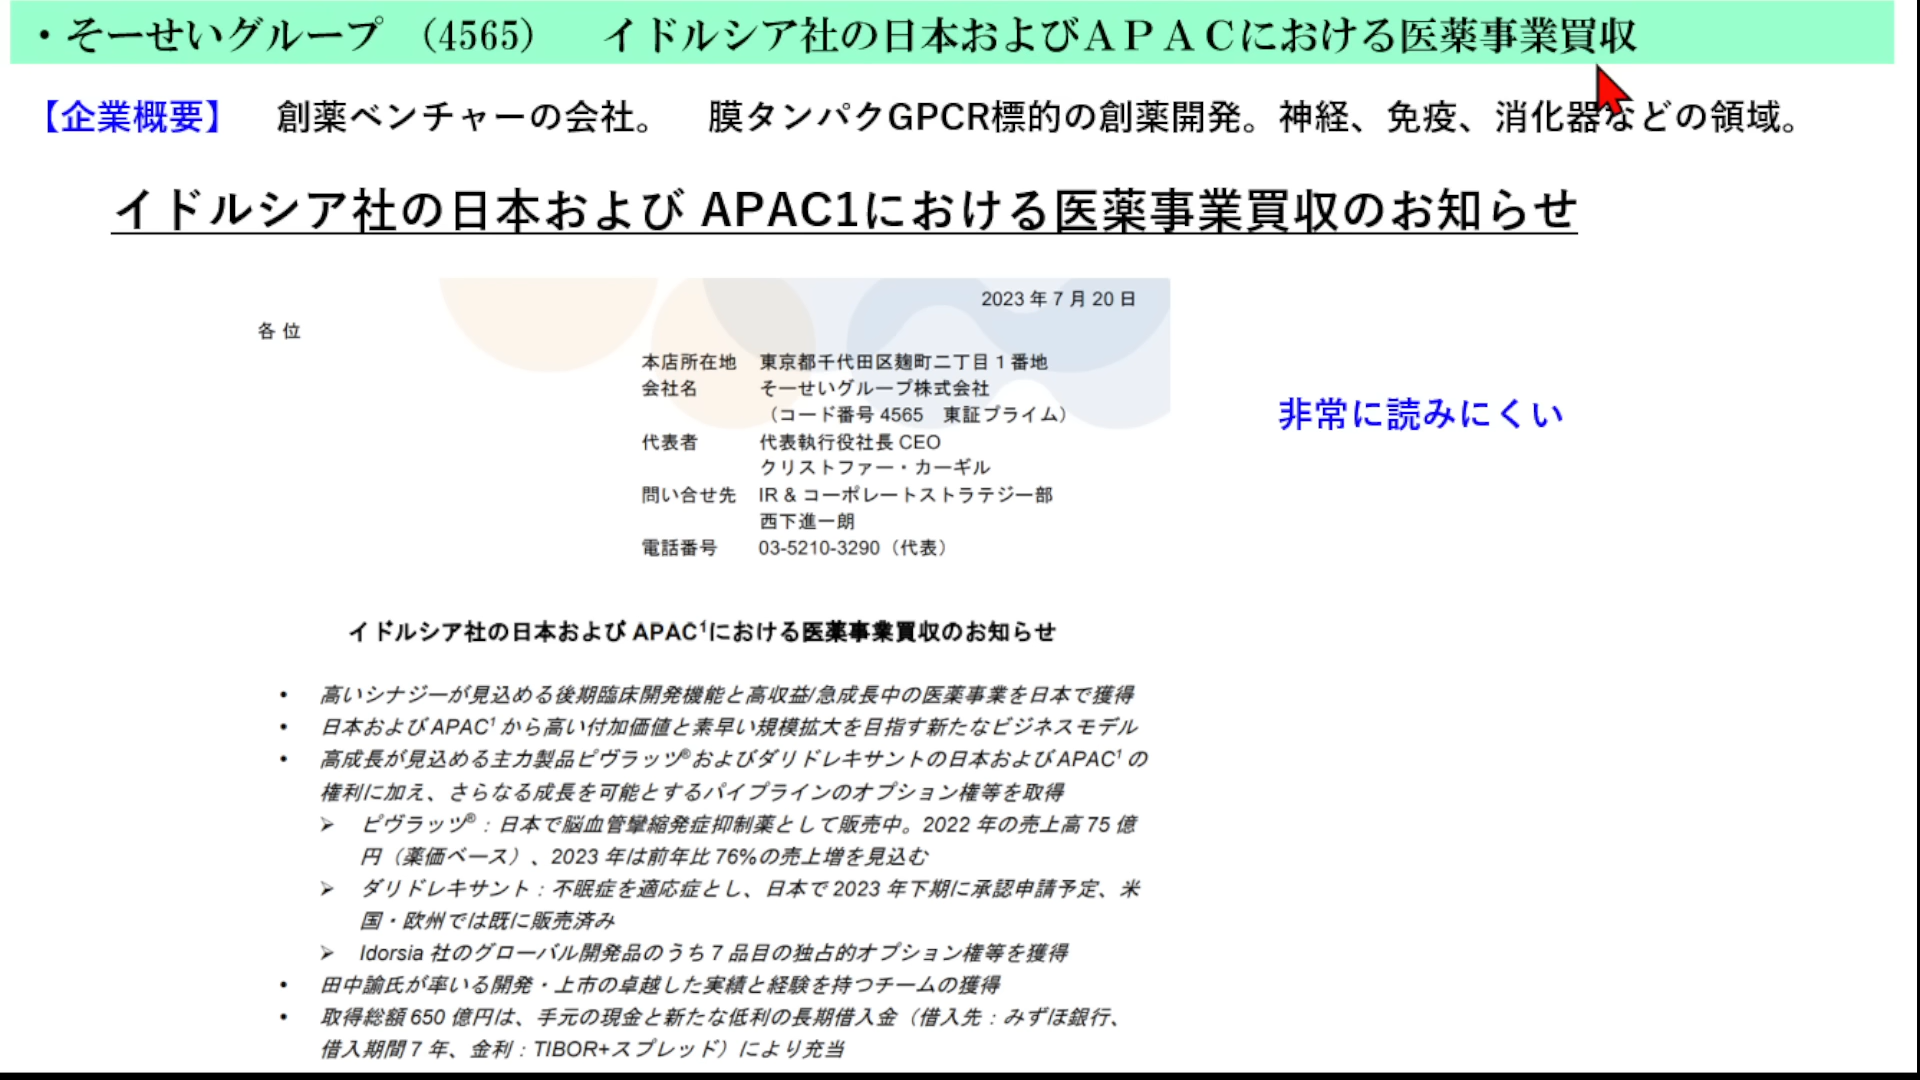 ・そーせいグループ （4565） イドルシア社の日本およびＡＰＡＣにおける医薬事業買収
【企業概要】 創薬ベンチャーの会社。 膜タンパクGPCR標的の創薬開発。神経、免疫、消化器などの領域。
イドルシア社の日本および APAC1における医薬事業買収のお知らせ
2023 年 7 月 20 日
各 位
本店所在地 東京都千代田区麹町二丁目 1 番地
会社名 そーせいグループ株式会社
（コード番号 4565 東証プライム）
代表者 代表執行役社長 CEO
クリストファー・カーギル
問い合せ先 IR & コーポレートストラテジー部
西下進一朗
電話番号 03-5210-3290（代表）
非常に読みにくい
イドルシア社の日本および APAC¹における医薬事業買収のお知らせ
• 高いシナジーが見込める後期臨床開発機能と高収益/急成長中の医薬事業を日本で獲得
• 日本および APAC¹ から高い付加価値と素早い規模拡大を目指す新たなビジネスモデル
• 高成長が見込める主力製品ピヴラッツ®およびダリドレキサントの日本および APAC¹ の
権利に加え、さらなる成長を可能とするパイプラインのオプション権等を取得
➢ ピヴラッツ®：日本で脳血管攣縮発症抑制薬として販売中。2022 年の売上高 75 億
円（薬価ベース）、2023 年は前年比 76%の売上増を見込む
➢ ダリドレキサント：不眠症を適応症とし、日本で 2023 年下期に承認申請予定、米
国・欧州では既に販売済み
➢ Idorsia 社のグローバル開発品のうち 7 品目の独占的オプション権等を獲得
• 田中諭氏が率いる開発・上市の卓越した実績と経験を持つチームの獲得
• 取得総額 650 億円は、手元の現金と新たな低利の長期借入金（借入先：みずほ銀行、
借入期間 7 年、金利：TIBOR+スプレッド）により充当